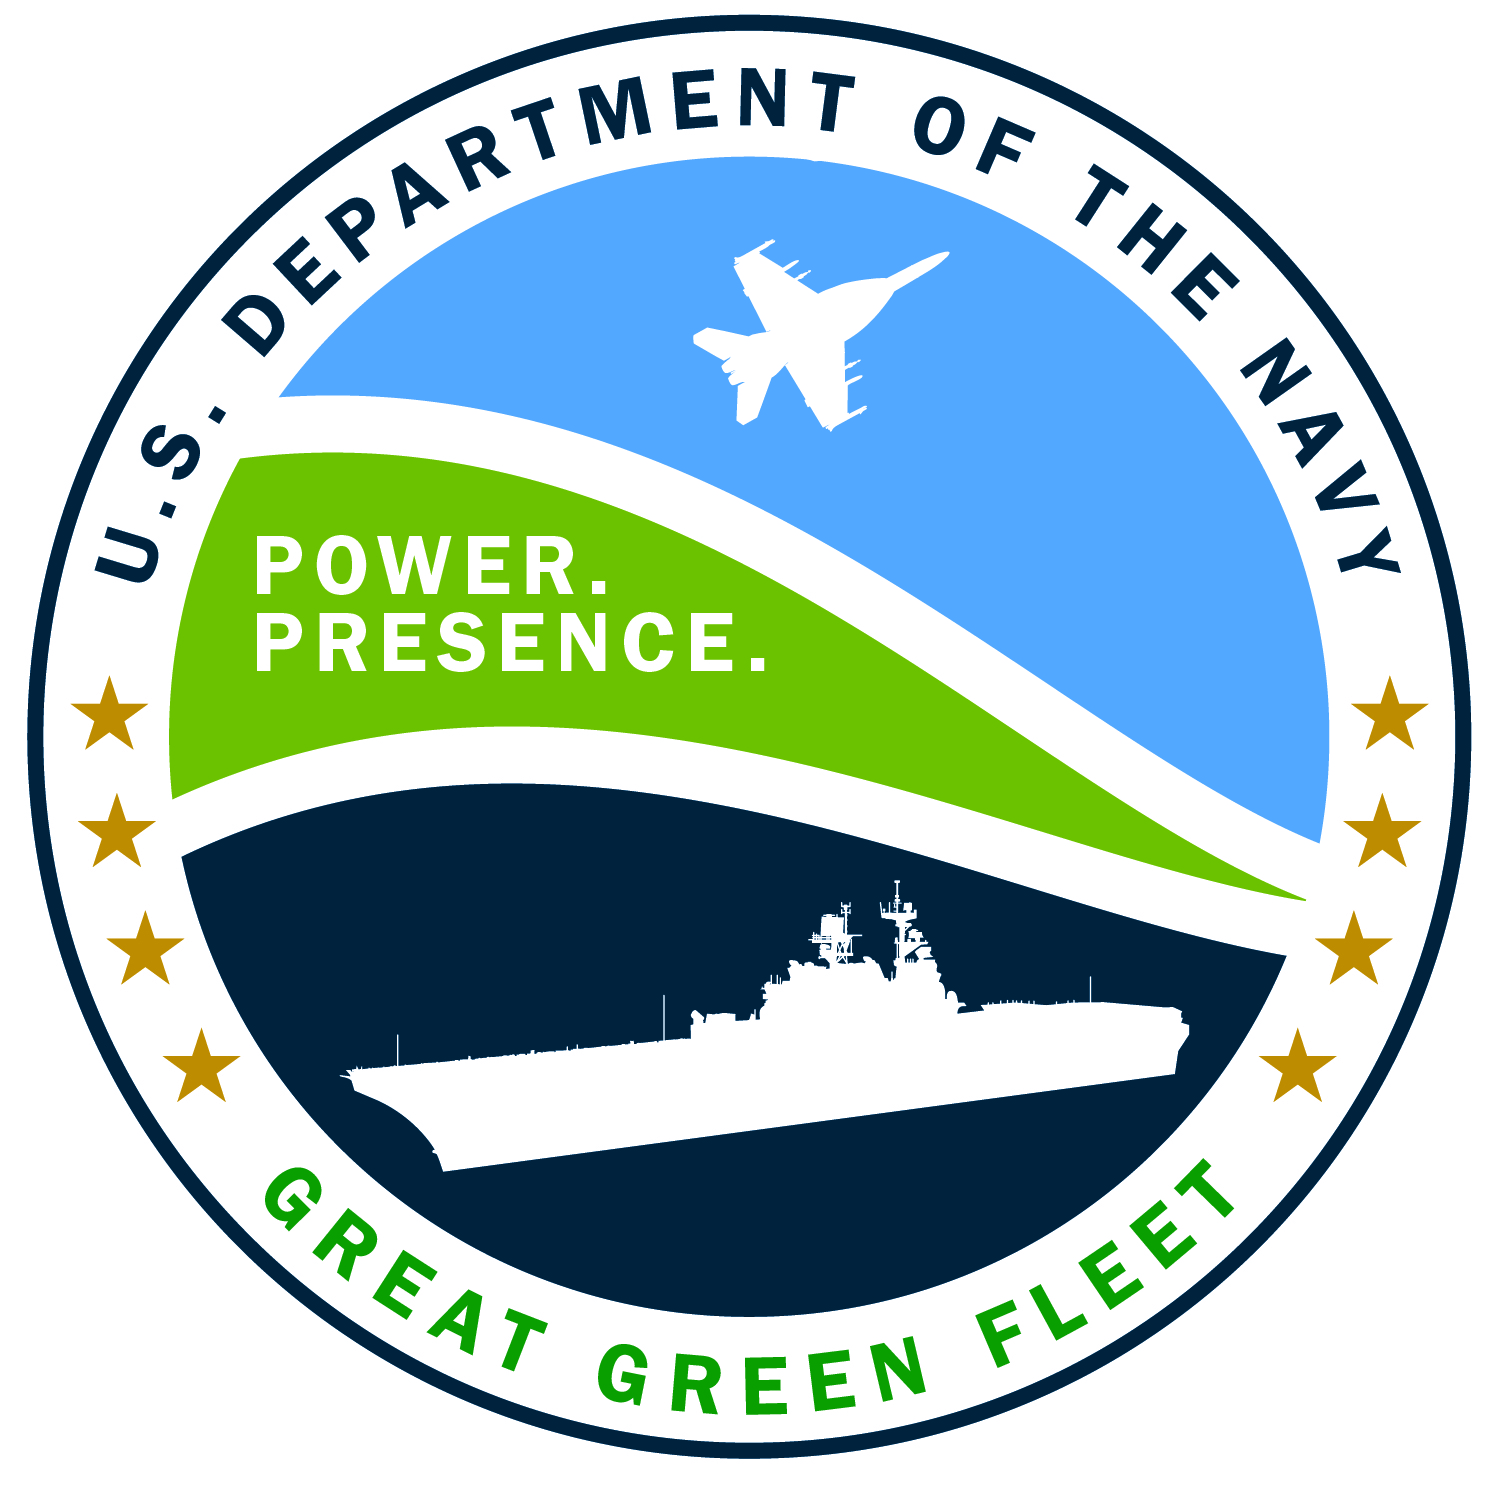 U.S. DEPARTMENT OF THE NAVY
POWER.
PRESENCE.
GREAT GREEN FLEET